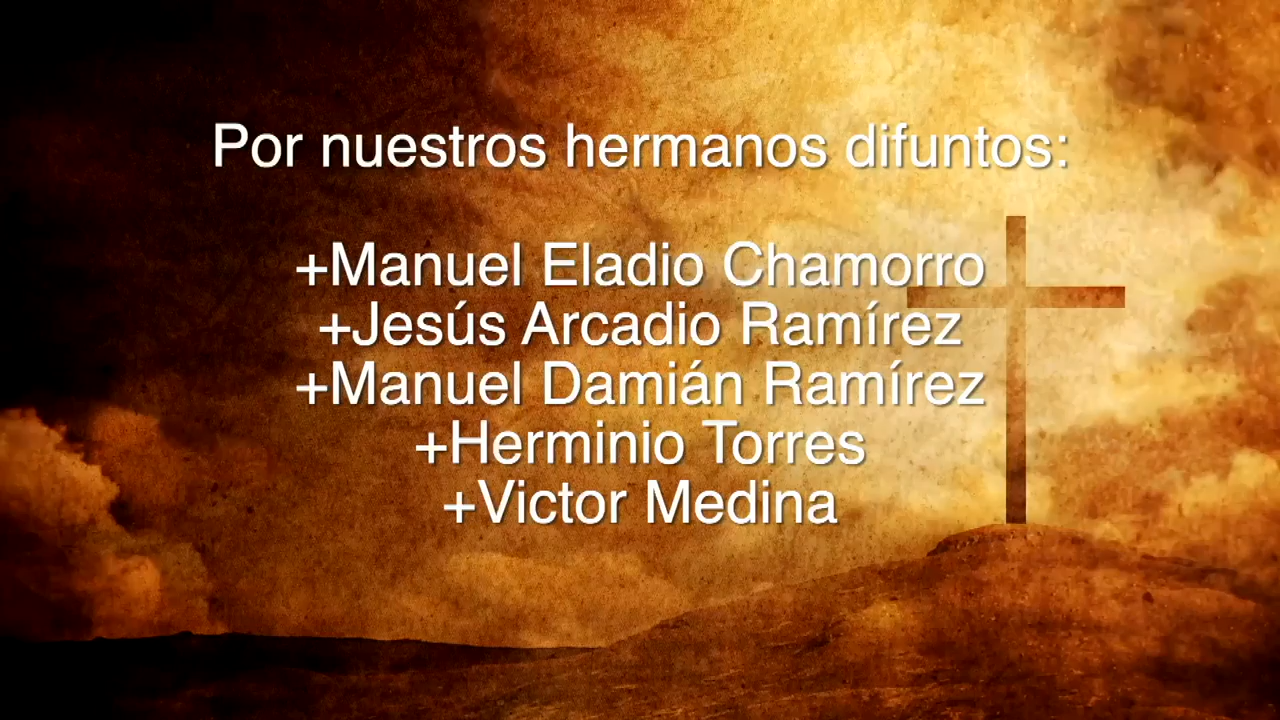 Por nuestros hermanos difuntos:
+Manuel Eladio Chamorro
+Jesús Arcadio Ramírez
+Manuel Damián Ramírez
+Herminio Torres
+Victor Medina